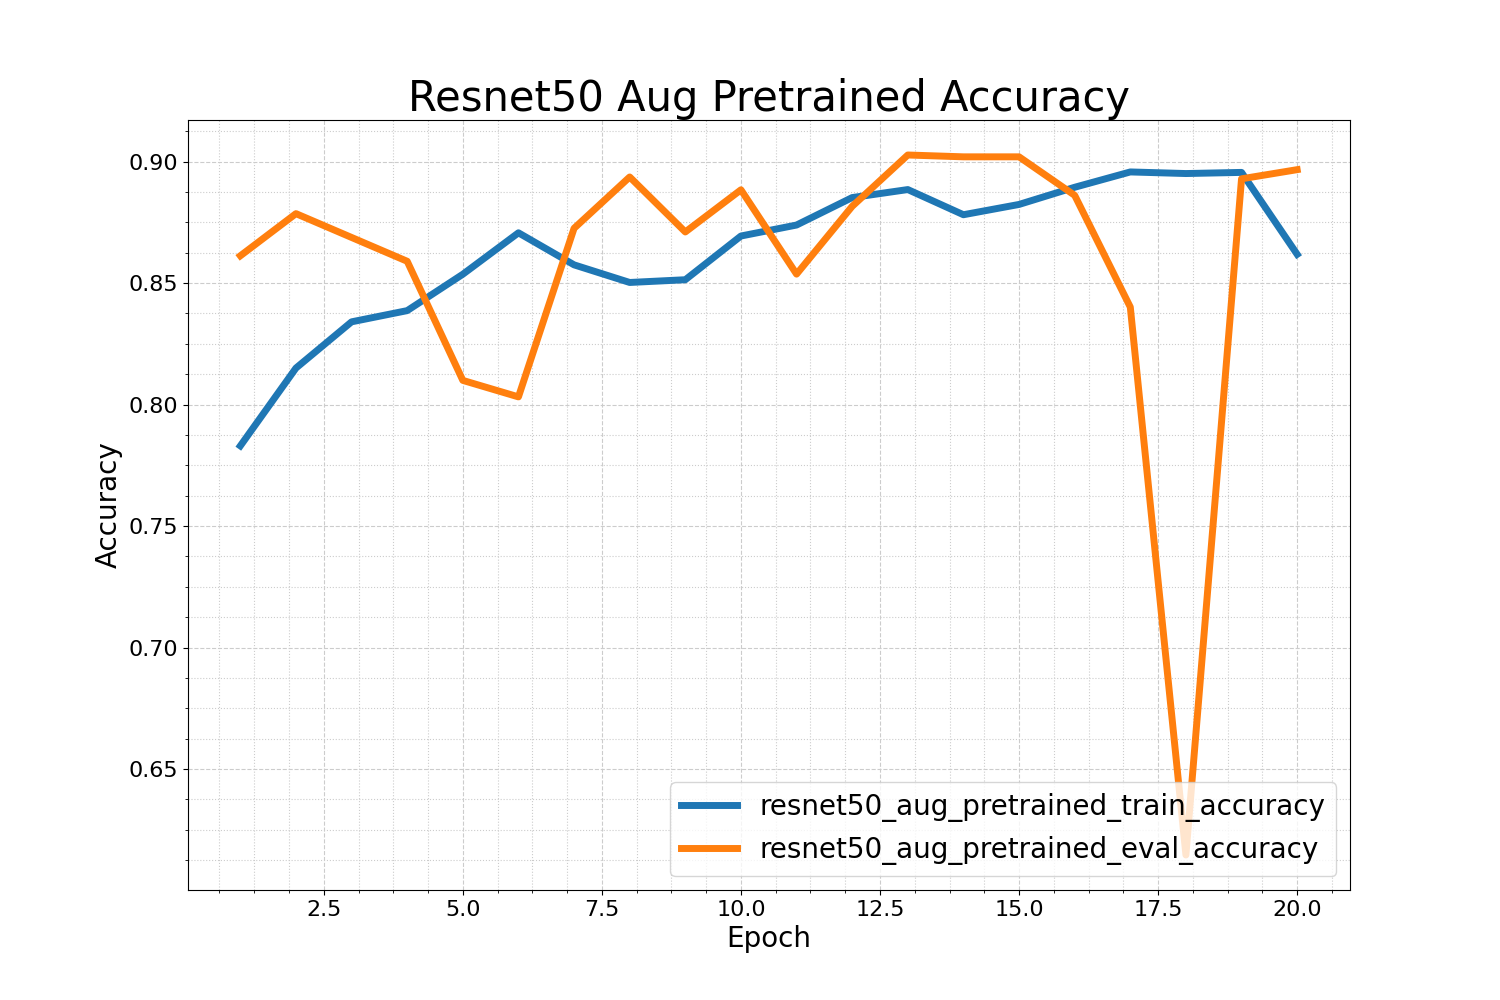 Resnet50 Aug Pretrained Accuracy
0.90
0.85
0.80
0.75
0.70
0.65
Accuracy
resnet50_aug_pretrained_train_accuracy
resnet50_aug_pretrained_eval_accuracy
2.5 5.0 7.5 10.0 12.5 15.0 17.5 20.0
Epoch